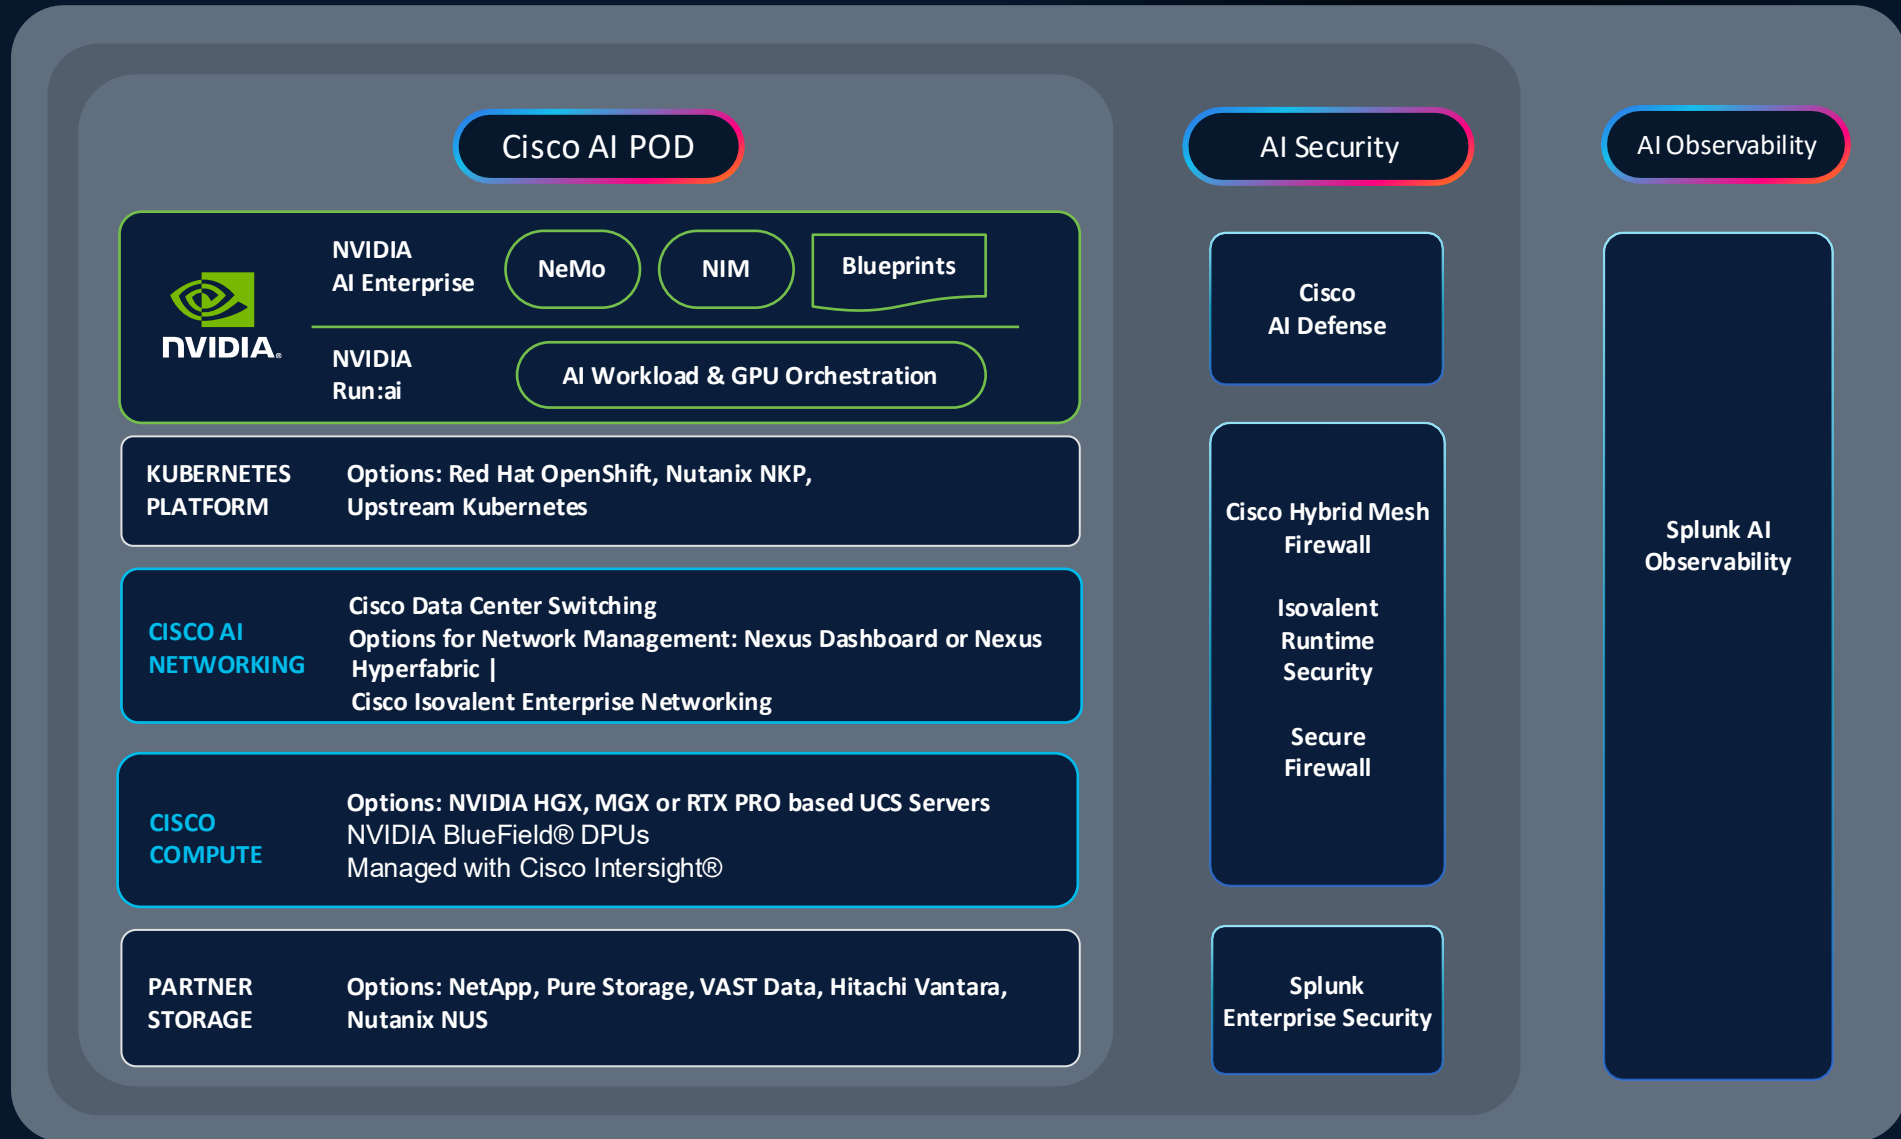 Cisco AI POD
NVIDIA
AI Enterprise
NeMo
NIM
Blueprints
NVIDIA.
NVIDIA
Run:ai
AI Workload & GPU Orchestration
KUBERNETES
PLATFORM
Options: Red Hat OpenShift, Nutanix NKP,
Upstream Kubernetes
CISCO AI
NETWORKING
Cisco Data Center Switching
Options for Network Management: Nexus Dashboard or Nexus
Hyperfabric |
Cisco Isovalent Enterprise Networking
CISCO
COMPUTE
Options: NVIDIA HGX, MGX or RTX PRO based UCS Servers
NVIDIA BlueField® DPUs
Managed with Cisco Intersight®
PARTNER
STORAGE
Options: NetApp, Pure Storage, VAST Data, Hitachi Vantara,
Nutanix NUS
AI Security
Cisco
AI Defense
Cisco Hybrid Mesh
Firewall
Isovalent
Runtime
Security
Secure
Firewall
Splunk
Enterprise Security
AI Observability
Splunk AI
Observability